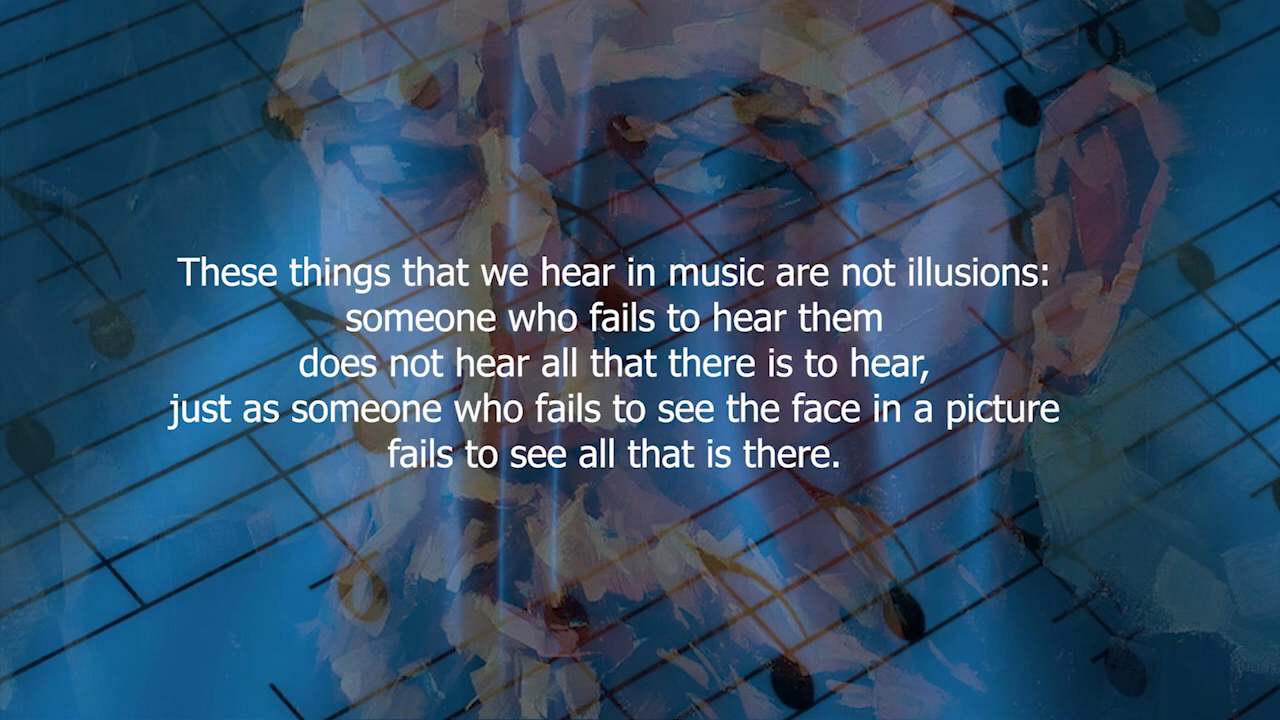 These things that we hear in music are not illusions:
someone who fails to hear them
does not hear all that there is to hear,
just as someone who fails to see the face in a picture
fails to see all that is there.